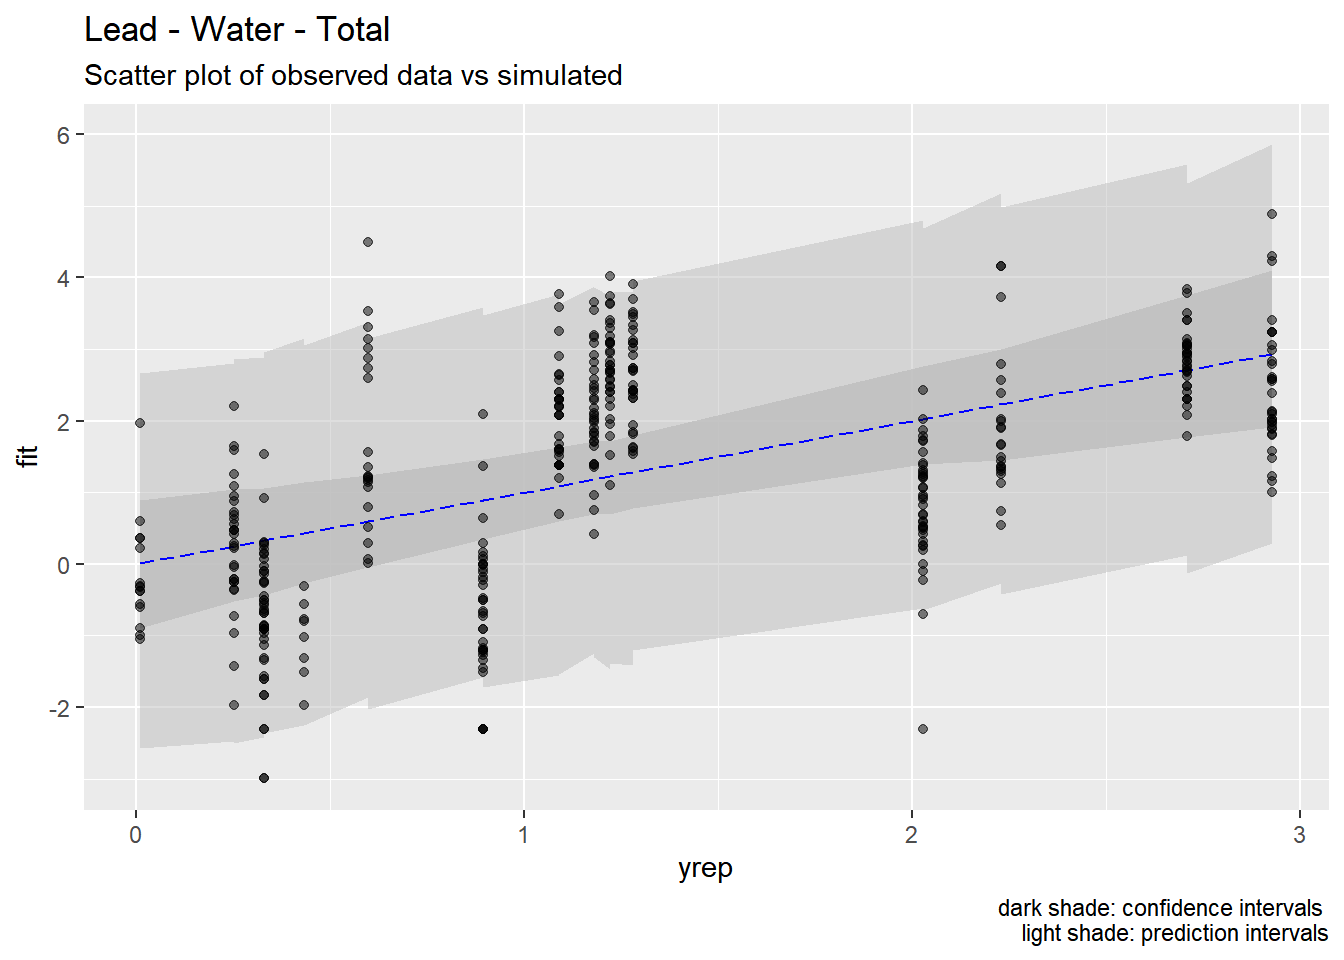 Lead - Water - Total
Scatter plot of observed data vs simulated
6
4
2
0
-2
fit
0
1
2
3
yrep
dark shade: confidence intervals
light shade: prediction intervals